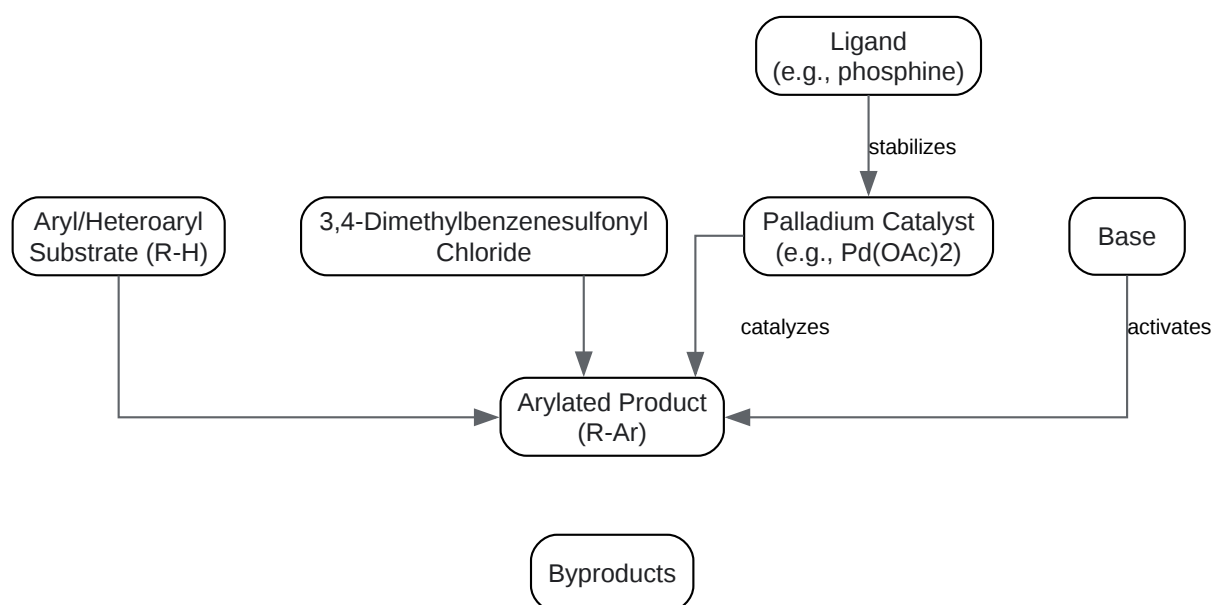 Ligand
(e.g., phosphine)
stabilizes
Aryl/Heteroaryl
Substrate (R-H)
3,4-Dimethylbenzenesulfonyl
Chloride
Palladium Catalyst
(e.g., Pd(OAc)2)
Base
catalyzes
activates
Arylated Product
(R-Ar)
Byproducts